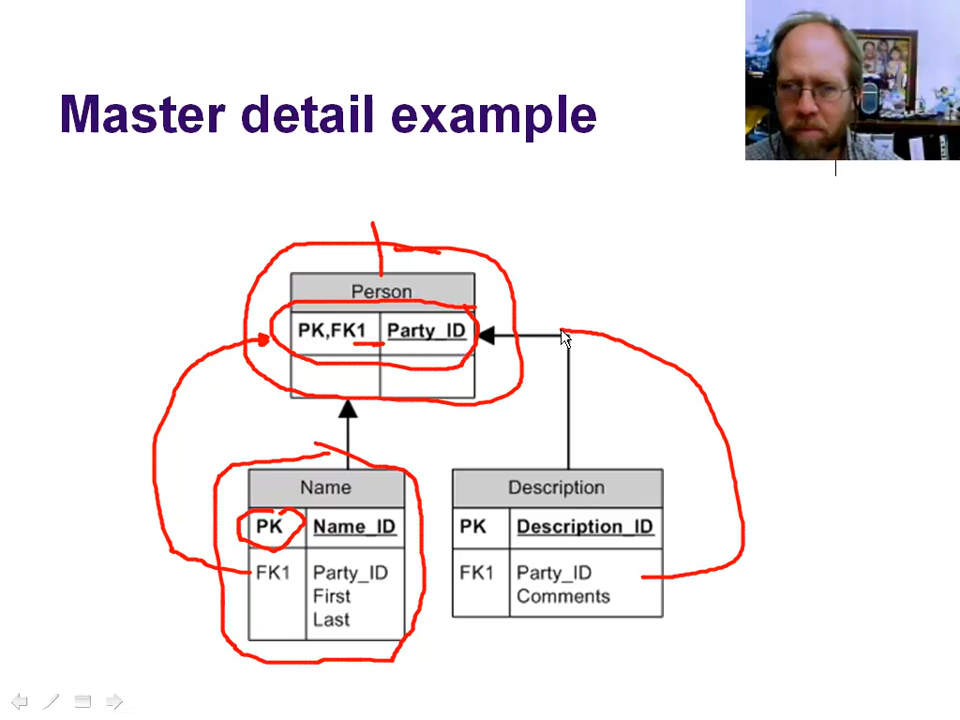 Master detail example
Person
PK,FK1 Party_ID
Name
PK Name_ID
FK1 Party_ID
First
Last
Description
PK Description_ID
FK1 Party_ID
Comments